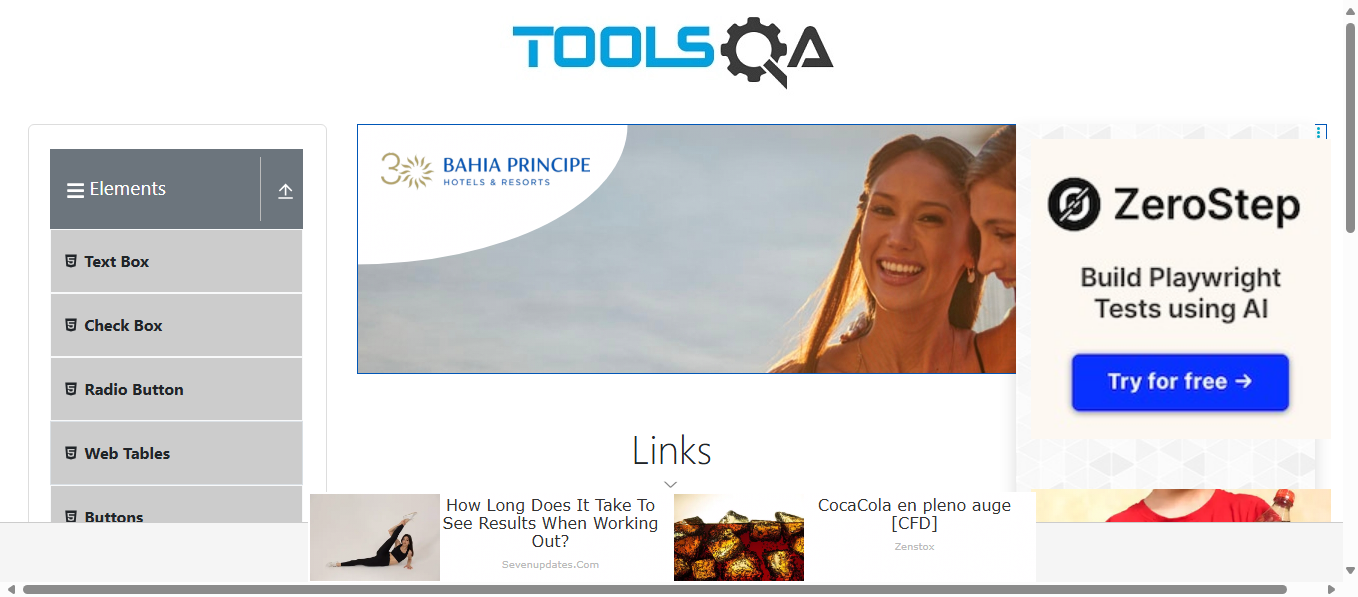 TOOLSQA
Elements
Text Box
Check Box
Radio Button
Web Tables
Buttons
30 BAHIA PRINCIPE
HOTELS & RESORTS
ZeroStep
Build Playwright
Tests using AI
Try for free →
Links
How Long Does It Take To
See Results When Working
Out?
Sevenupdates.Com
CocaCola en pleno auge
[CFD]
Zenstox